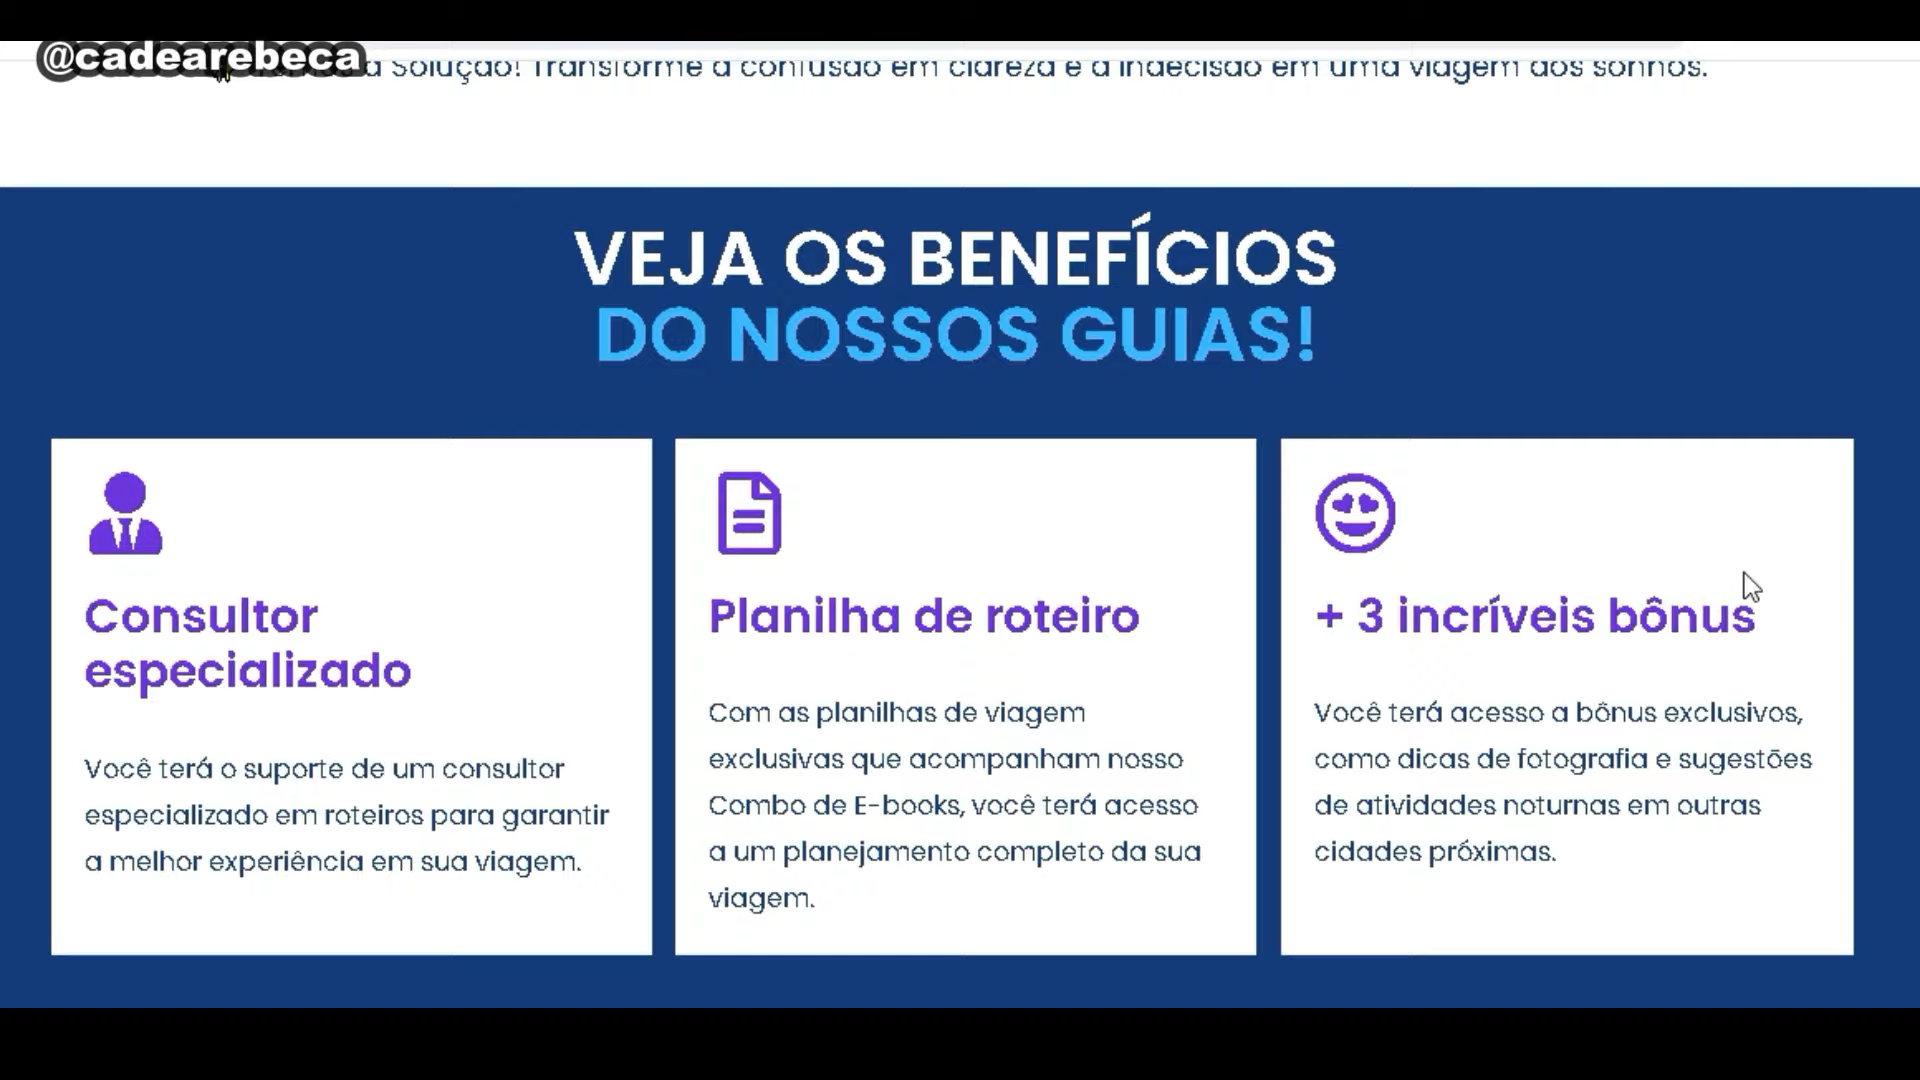 @cadearebeca
a Solução! Transforme a confusão em clareza e a indecisão em uma viagem dos sonhos.
VEJA OS BENEFÍCIOS
DO NOSSOS GUIAS!
Consultor
especializado
Você terá o suporte de um consultor
especializado em roteiros para garantir
a melhor experiência em sua viagem.
Planilha de roteiro
Com as planilhas de viagem
exclusivas que acompanham nosso
Combo de E-books, você terá acesso
a um planejamento completo da sua
viagem.
+ 3 incríveis bônus
Você terá acesso a bônus exclusivos,
como dicas de fotografia e sugestões
de atividades noturnas em outras
cidades próximas.